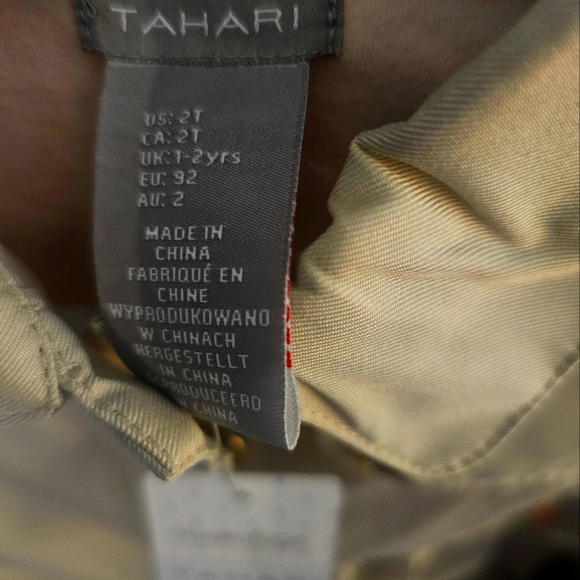 TAHARI
US: 2T
CA: 2T
UK: 1-2yrs
EU: 92
AU: 2
MADE IN
CHINA
FABRIQUÉ EN
CHINE
WYPRODUKOWANO
W CHINACH
HERGESTELLT
IN CHINA
CHINA